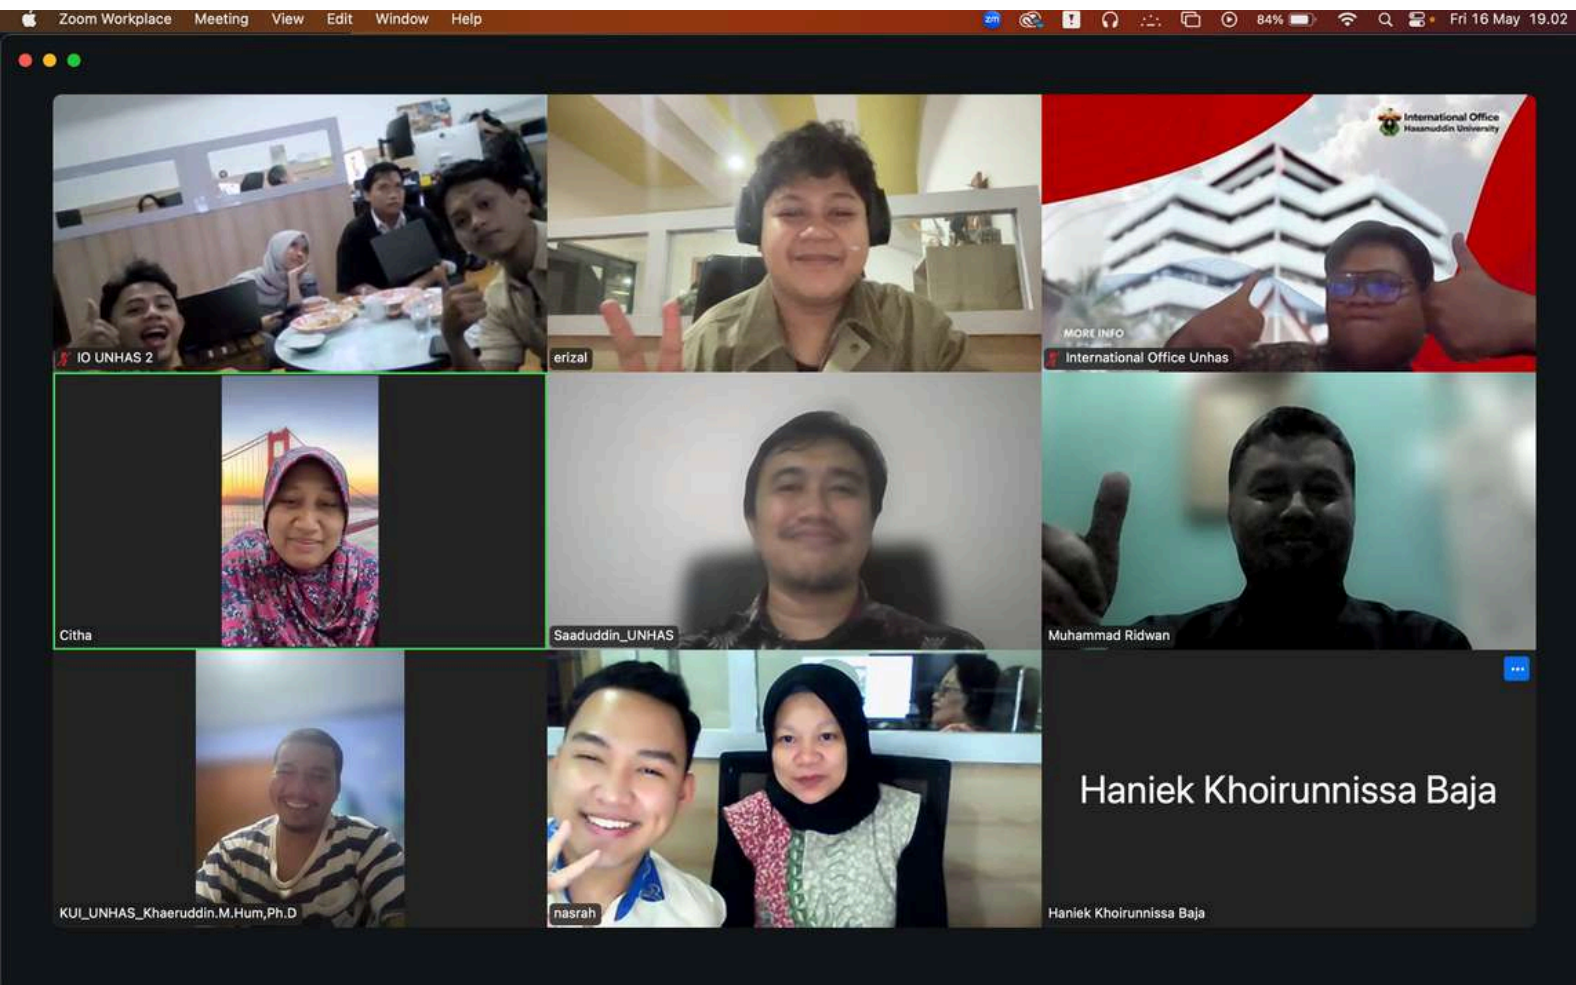 Zoom Workplace Meeting View Edit Window Help 84% Fri 16 May 19.02
International Office
Hasanuddin University
MORE INFO
IO UNHAS 2
erizal
International Office Unhas
Citha
Saaduddin_UNHAS
Muhammad Ridwan
Haniek Khoirunnissa Baja
KUI_UNHAS_Khaeruddin.M.Hum,Ph.D
nasrah
Haniek Khoirunnissa Baja